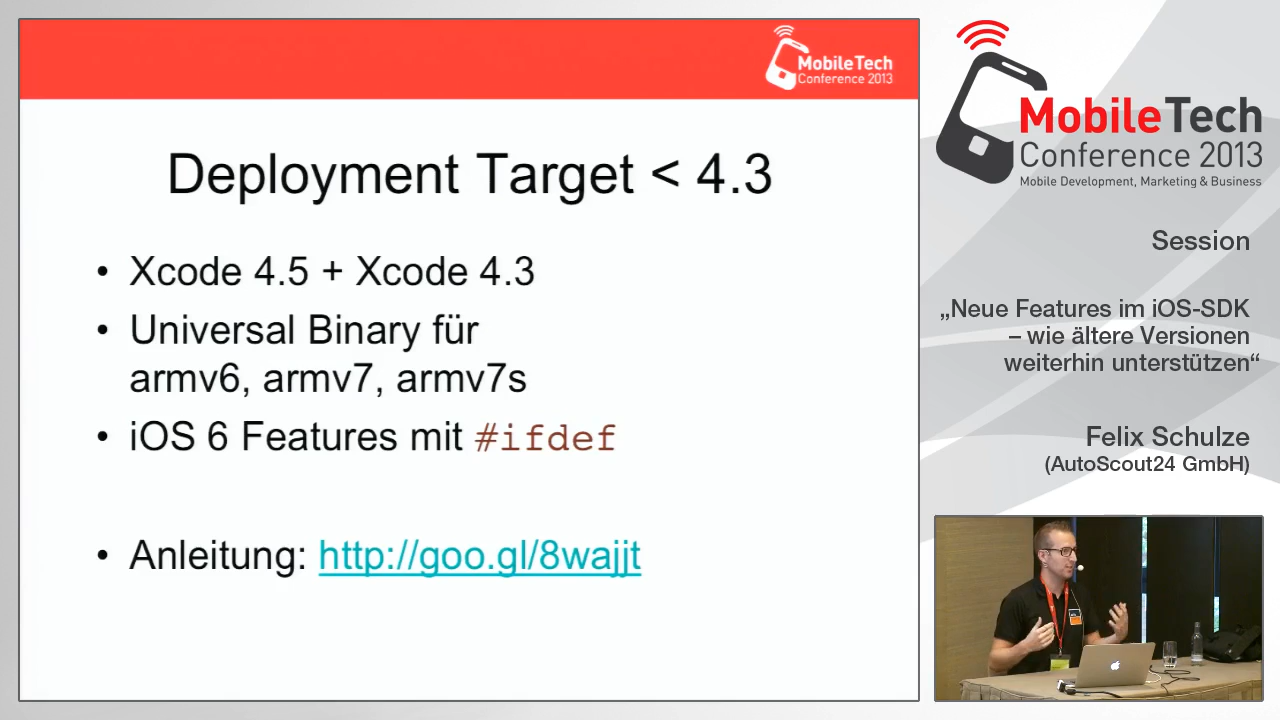 MobileTech
Conference 2013
Deployment Target < 4.3
• Xcode 4.5 + Xcode 4.3
• Universal Binary für
armv6, armv7, armv7s
• iOS 6 Features mit #ifdef
• Anleitung: http://goo.gl/8wajjt
MobileTech
Conference 2013
Mobile Development, Marketing & Business
Session
„Neue Features im iOS-SDK
– wie ältere Versionen
weiterhin unterstützen“
Felix Schulze
(AutoScout24 GmbH)